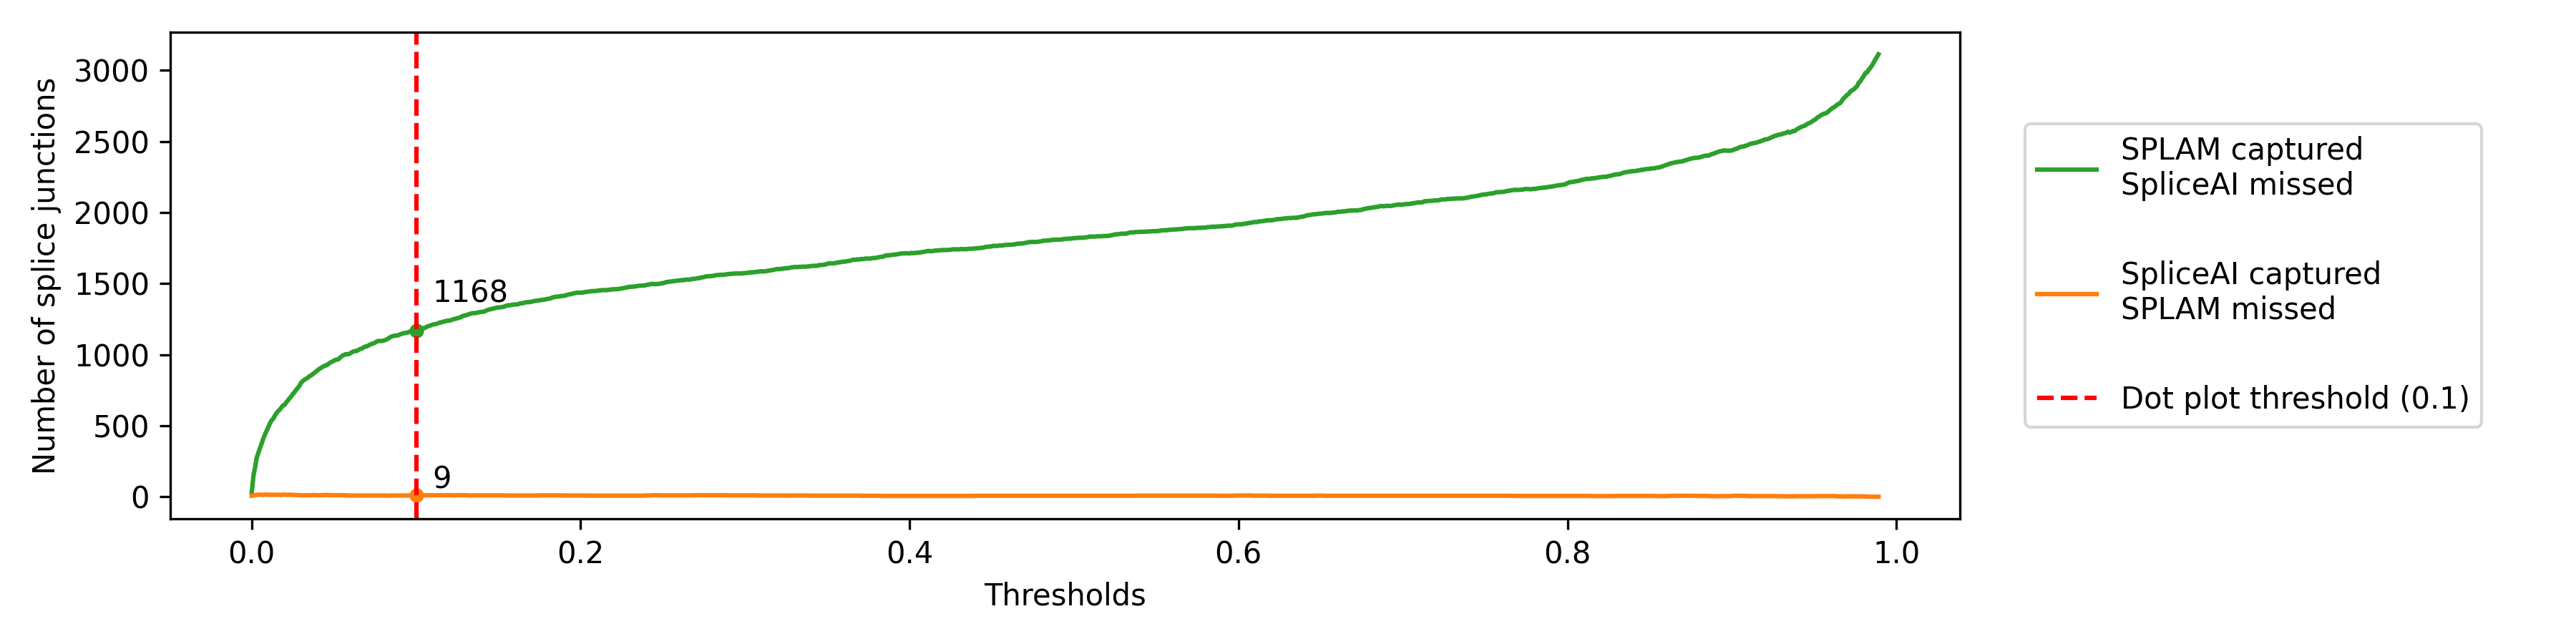 3000
2500
2000
1500
1000
500
0
Number of splice junctions
1168
9
0.0
0.2
0.4
0.6
0.8
1.0
Thresholds
SPLAM captured
SpliceAI missed
SpliceAI captured
SPLAM missed
Dot plot threshold (0.1)